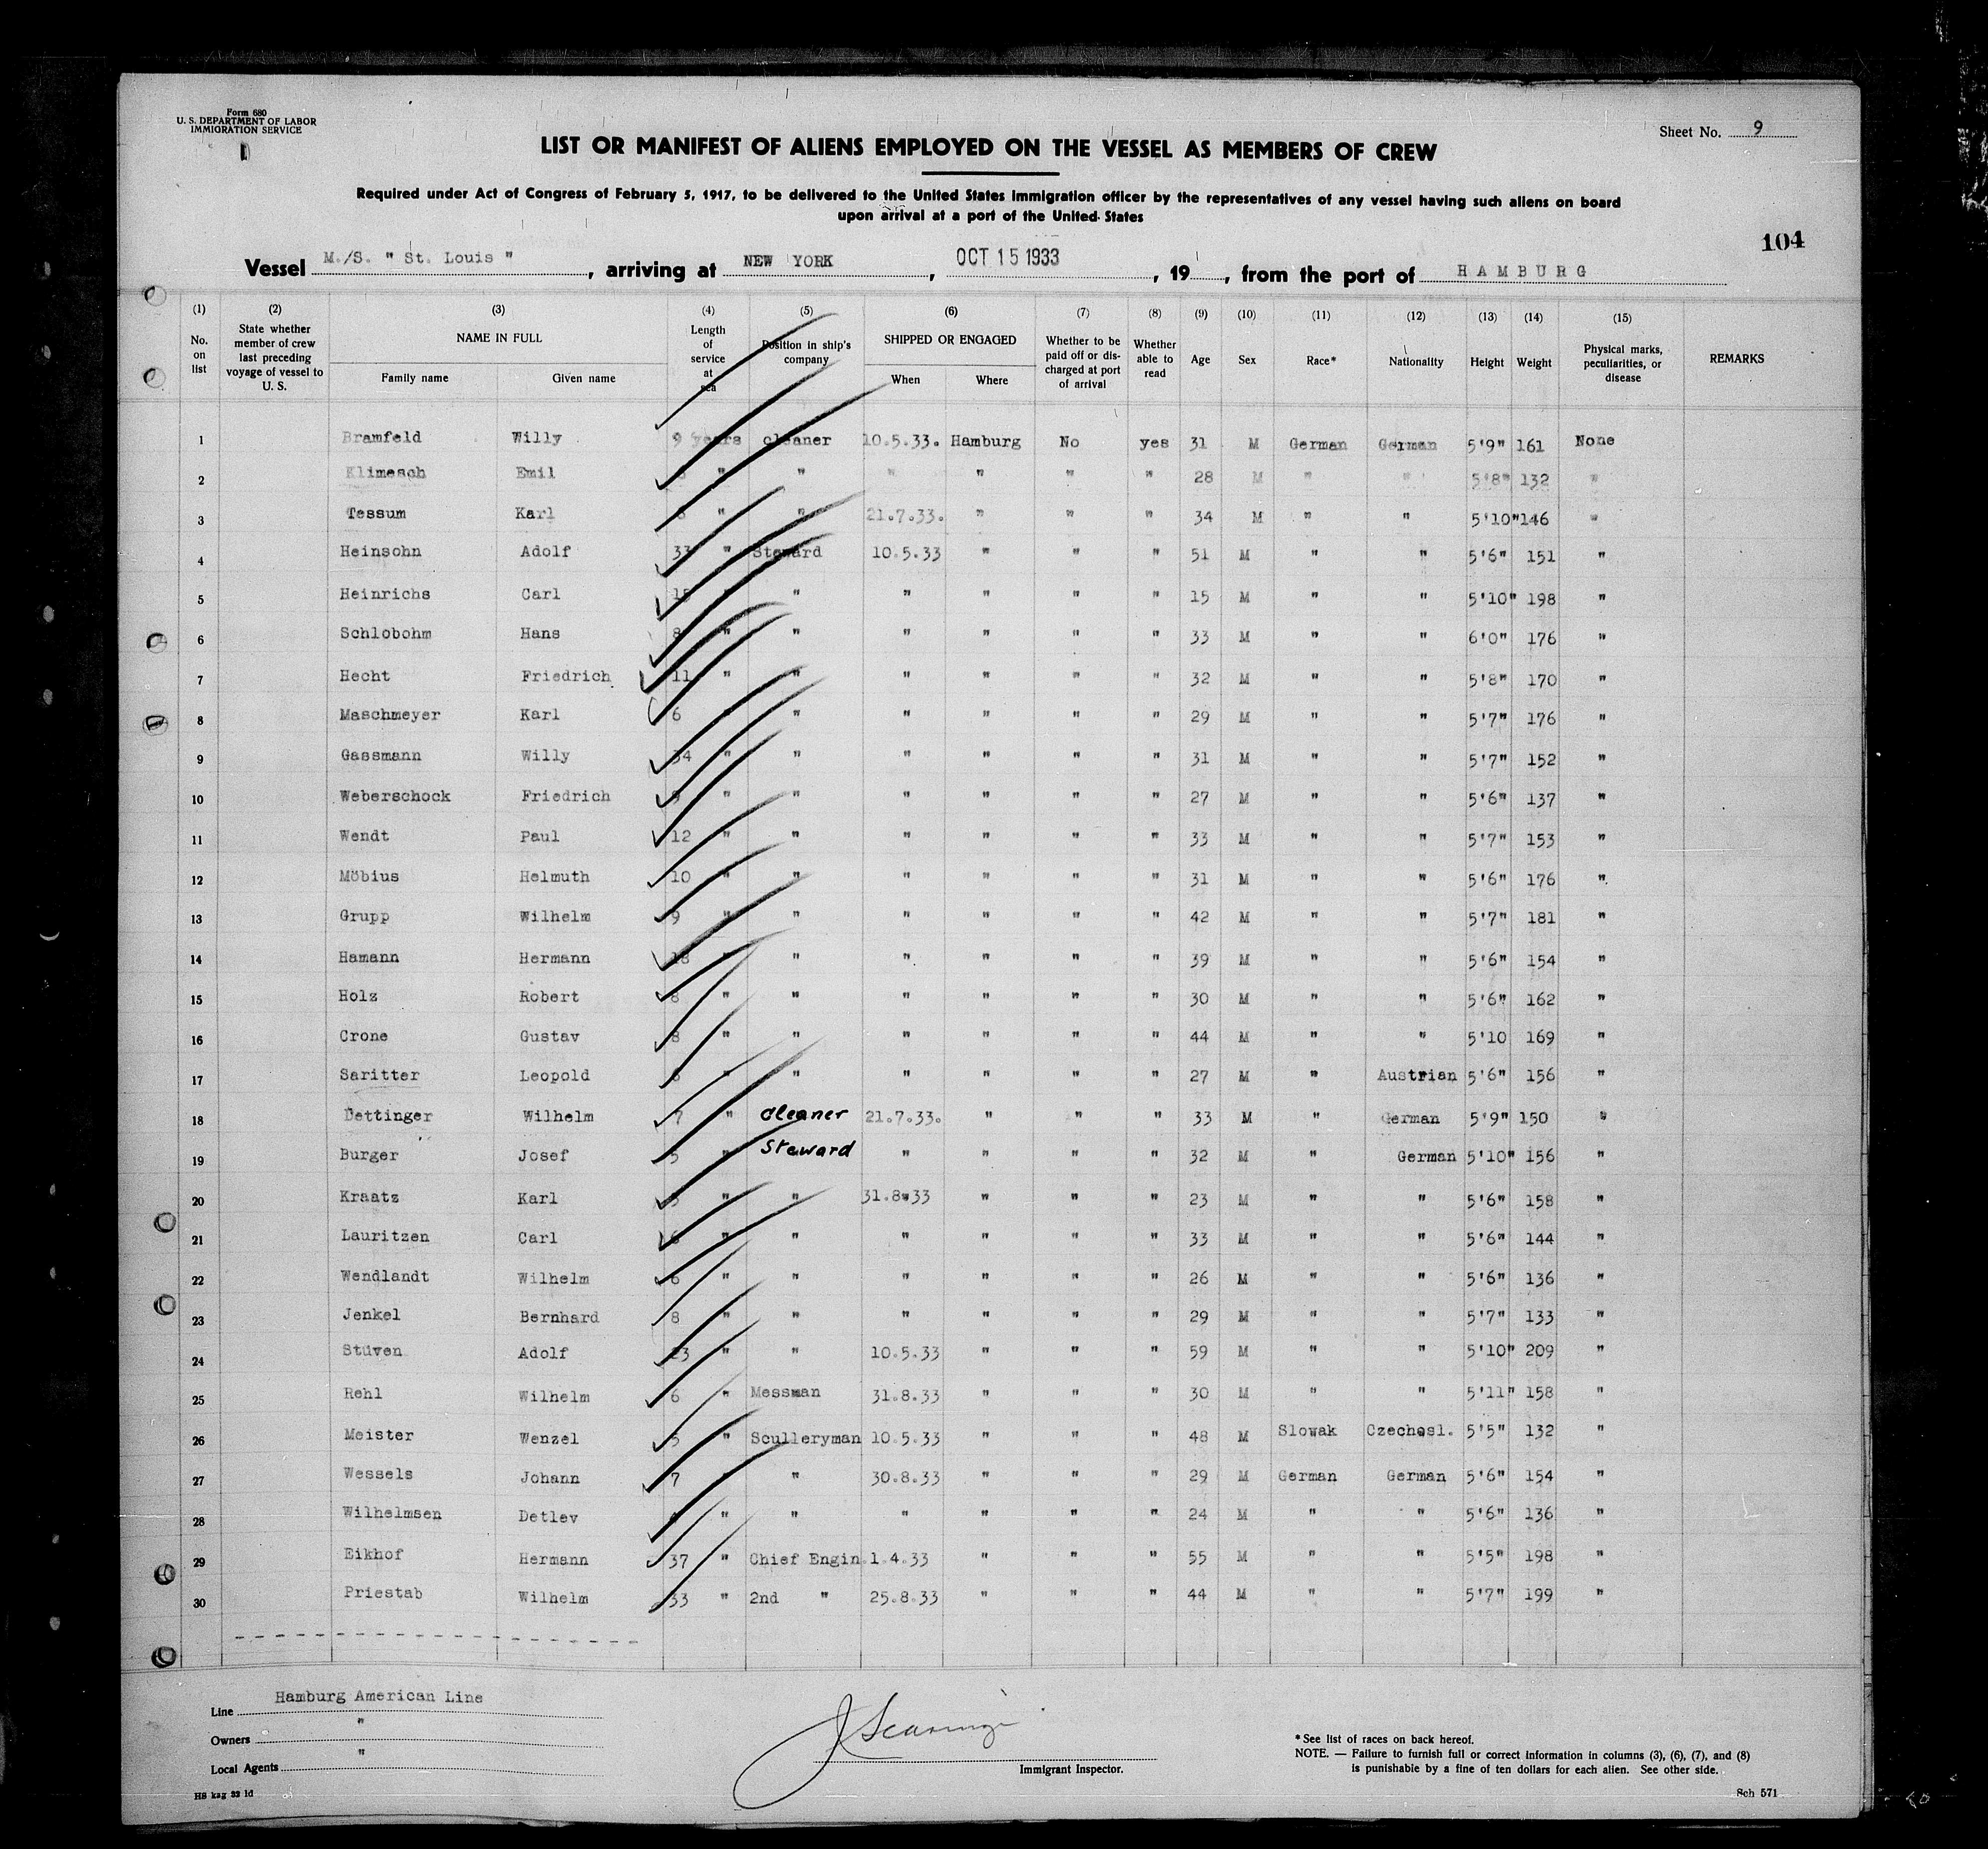 Form 680
U. S. DEPARTMENT OF LABOR
IMMIGRATION SERVICE
Sheet No. 9
LIST OR MANIFEST OF ALIENS EMPLOYED ON THE VESSEL AS MEMBERS OF CREW
Required under Act of Congress of February 5, 1917, to be delivered to the United States immigration officer by the representatives of any vessel having such aliens on board
upon arrival at a port of the United States
104
Vessel M./S. " St. Louis " , arriving at NEW YORK , OCT 15 1933 , 19 , from the port of HAMBURG
(1) (2) (3) (4) (5) (6) (7) (8) (9) (10) (11) (12) (13) (14) (15)
No. on list State whether member of crew last preceding voyage of vessel to U. S. NAME IN FULL Length of service at sea Position in ship's company SHIPPED OR ENGAGED Whether to be paid off or discharged at port of arrival Whether able to read Age Sex Race* Nationality Height Weight Physical marks, peculiarities, or disease REMARKS
Family name Given name When Where
1 Bramfeld Willy 9 years cleaner 10.5.33. Hamburg No yes 31 M German German 5'9" 161 None
2 Klimesch Emil " " " " " " 28 M " " 5'8" 132 "
3 Tessum Karl " " 21.7.33. " " " 34 M " " 5'10" 146 "
4 Heinsohn Adolf 33 " Steward 10.5.33 " " " 51 M " " 5'6" 151 "
5 Heinrichs Carl 15 " " " " " " 15 M " " 5'10" 198 "
6 Schlobohm Hans 8 " " " " " " 33 M " " 6'0" 176 "
7 Hecht Friedrich 11 " " " " " " 32 M " " 5'8" 170 "
8 Maschmeyer Karl 6 " " " " " " 29 M " " 5'7" 176 "
9 Gassmann Willy 34 " " " " " " 31 M " " 5'7" 152 "
10 Weberschock Friedrich 9 " " " " " " 27 M " " 5'6" 137 "
11 Wendt Paul 12 " " " " " " 33 M " " 5'7" 153 "
12 Möbius Helmuth 10 " " " " " " 31 M " " 5'6" 176 "
13 Grupp Wilhelm 9 " " " " " " 42 M " " 5'7" 181 "
14 Hamann Hermann 18 " " " " " " 39 M " " 5'6" 154 "
15 Holz Robert 8 " " " " " " 30 M " " 5'6" 162 "
16 Crone Gustav 8 " " " " " " 44 M " " 5'10 169 "
17 Saritter Leopold " " " " " " 27 M " Austrian 5'6" 156 "
18 Dettinger Wilhelm 7 " cleaner 21.7.33. " " " 33 M " German 5'9" 150 "
19 Burger Josef 5 " Steward " " " " 32 M " German 5'10" 156 "
20 Kraatz Karl " " 31.8.33 " " " 23 M " " 5'6" 158 "
21 Lauritzen Carl " " " " " " 33 M " " 5'6" 144 "
22 Wendlandt Wilhelm 6 " " " " " " 26 M " " 5'6" 136 "
23 Jenkel Bernhard 8 " " " " " " 29 M " " 5'7" 133 "
24 Stüven Adolf 23 " " 10.5.33 " " " 59 M " " 5'10" 209 "
25 Rehl Wilhelm 6 " Messman 31.8.33 " " " 30 M " " 5'11" 158 "
26 Meister Wenzel 5 " Sculleryman 10.5.33 " " " 48 M Slowak Czechosl. 5'5" 132 "
27 Wessels Johann 7 " " 30.8.33 " " " 29 M German German 5'6" 154 "
28 Wilhelmsen Detlev " " " " " " 24 M " " 5'6" 136 "
29 Eikhof Hermann 37 " Chief Engin. 1.4.33 " " " 55 M " " 5'5" 198 "
30 Priestab Wilhelm 33 " 2nd " 25.8.33 " " " 44 M " " 5'7" 199 "
Line Hamburg American Line
Owners "
Local Agents "
Immigrant Inspector.
* See list of races on back hereof.
NOTE. — Failure to furnish full or correct information in columns (3), (6), (7), and (8)
is punishable by a fine of ten dollars for each alien. See other side.
Sch 571